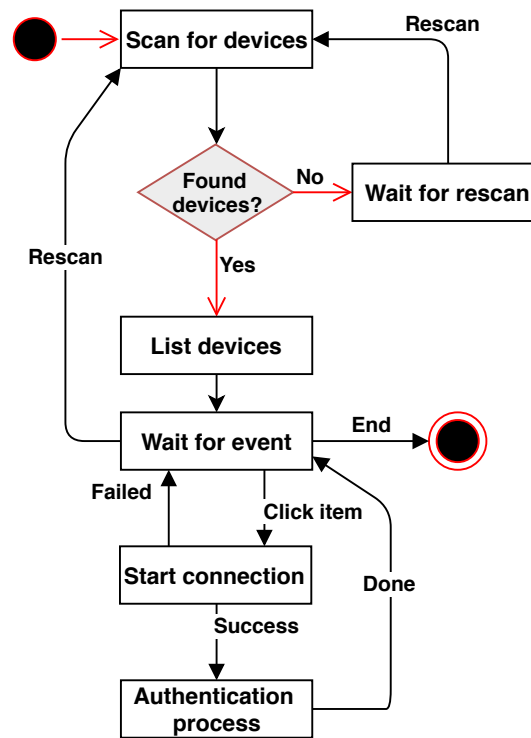 Rescan
Scan for devices
Found
devices?
No
Wait for rescan
Rescan
Yes
List devices
Wait for event
End
Failed
Click item
Start connection
Done
Success
Authentication
process